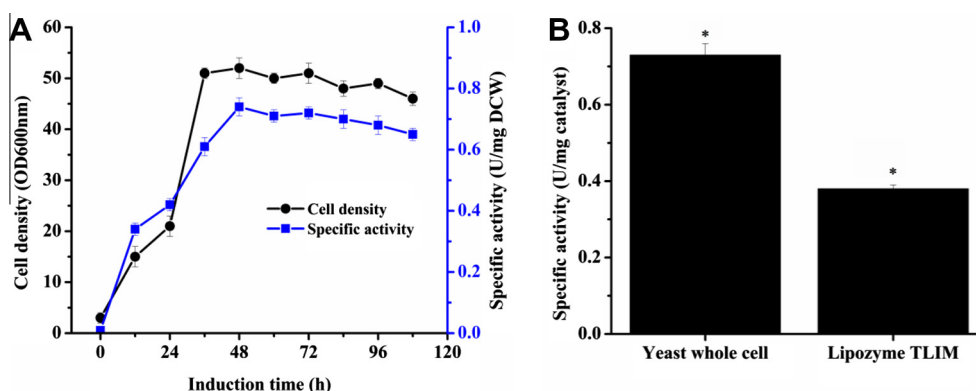 A
60
50
40
30
20
10
0
Cell density (OD600nm)
0
24
48
72
96
120
Induction time (h)
1.0
0.8
0.6
0.4
0.2
0.0
Specific activity (U/mg DCW)
Cell density
Specific activity
B
0.8
0.6
0.4
0.2
0.0
Specific activity (U/mg catalyst)
*
*
Yeast whole cell
Lipozyme TLIM